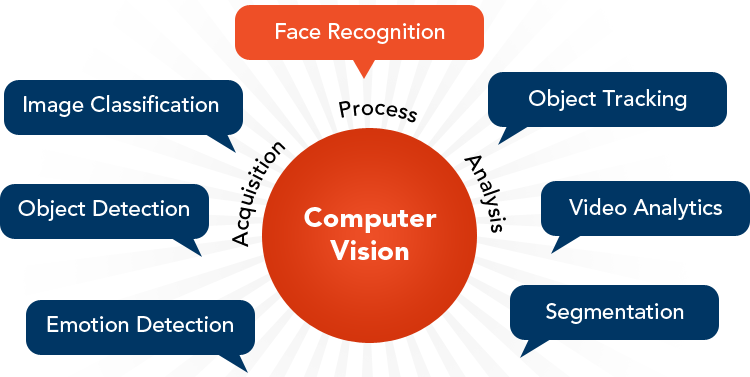 Face Recognition
Image Classification
Object Tracking
Process
Acquisition
Analysis
Object Detection
Video Analytics
Computer
Vision
Emotion Detection
Segmentation